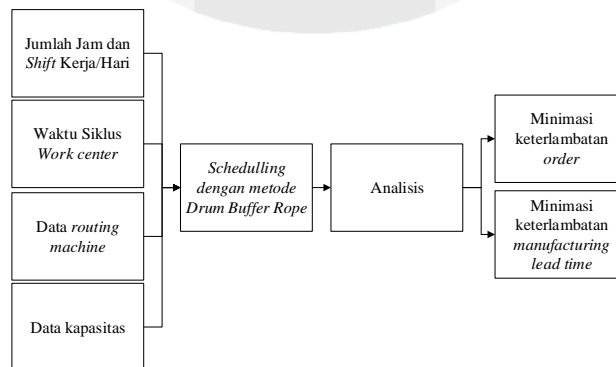 Jumlah Jam dan
Shift Kerja/Hari
Waktu Siklus
Work center
Data routing
machine
Data kapasitas
Schedulling
dengan metode
Drum Buffer Rope
Analisis
Minimasi
keterlambatan
order
Minimasi
keterlambatan
manufacturing
lead time